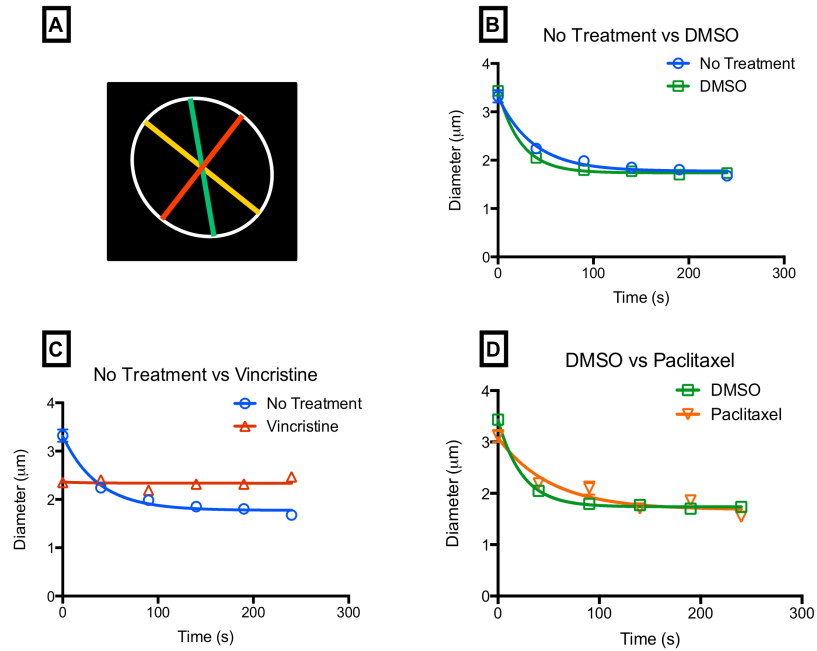 A
B
No Treatment vs DMSO
No Treatment
DMSO
4
3
2
1
0
Diameter (μm)
0 100 200 300
Time (s)
C
No Treatment vs Vincristine
No Treatment
Vincristine
4
3
2
1
0
Diameter (μm)
0 100 200 300
Time (s)
D
DMSO vs Paclitaxel
DMSO
Paclitaxel
4
3
2
1
0
Diameter (μm)
0 100 200 300
Time (s)